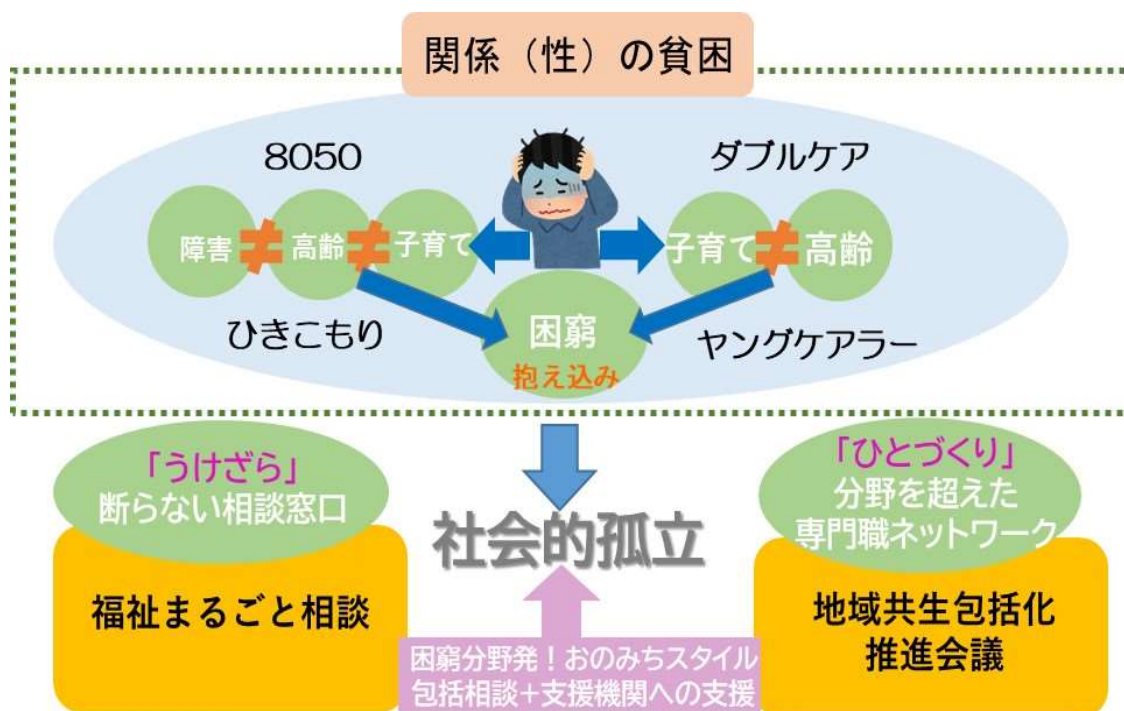 関係（性）の貧困
8050
ダブルケア
障害≠高齢≠子育て
子育て≠高齢
ひきこもり
困窮
抱え込み
ヤングケアラー
「うけざら」
断らない相談窓口
福祉まるごと相談
社会的孤立
困窮分野発！おのみちスタイル
包括相談＋支援機関への支援
「ひとづくり」
分野を超えた
専門職ネットワーク
地域共生包括化
推進会議